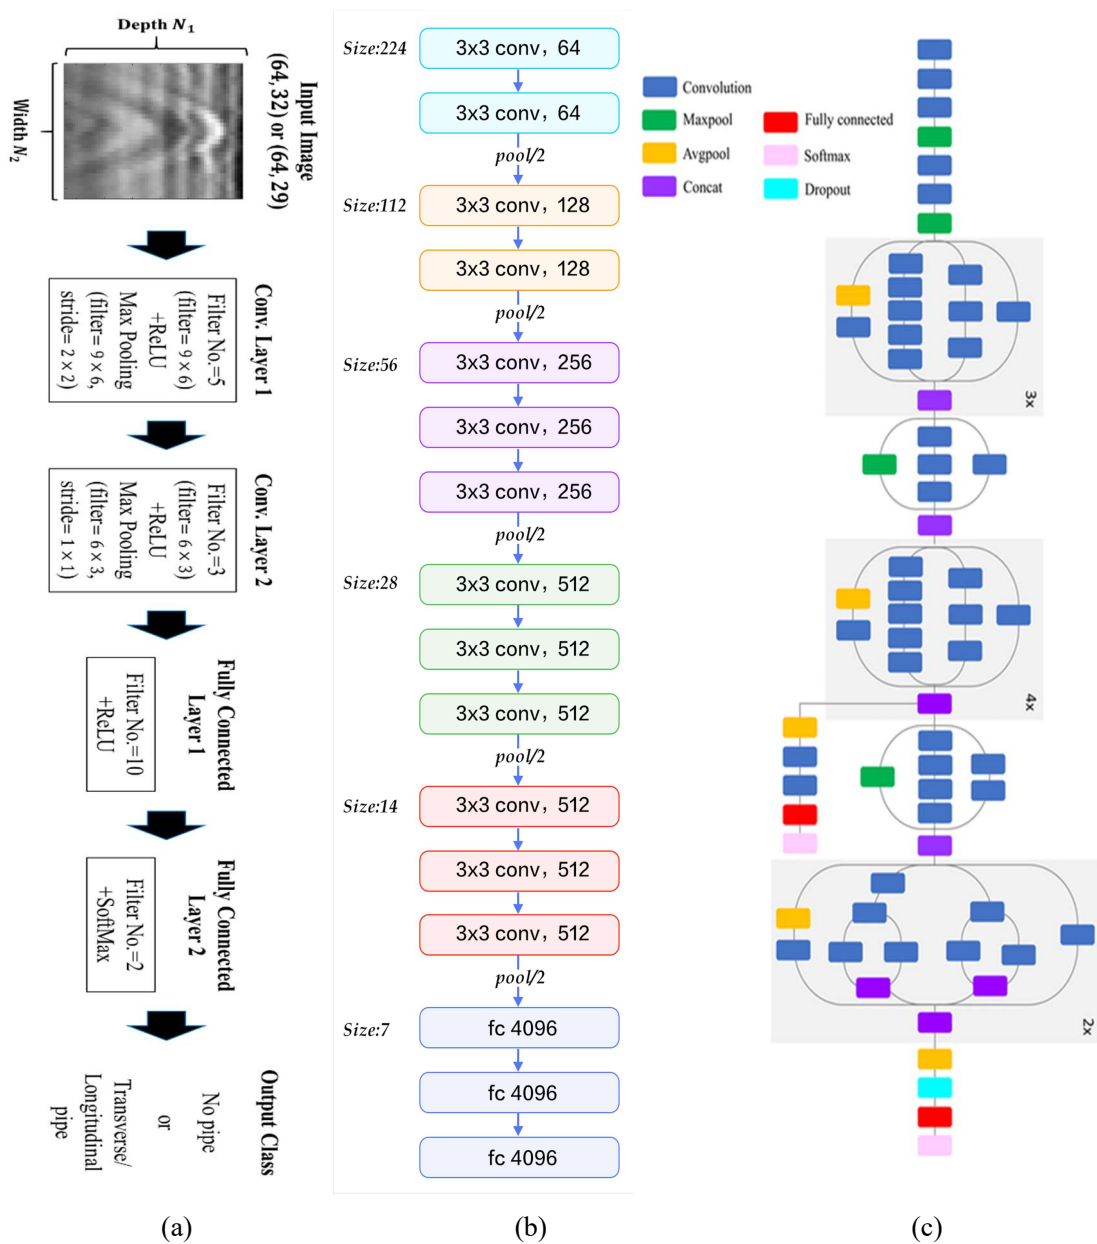 Depth N₁
Width N₂
Input Image
(64,32) or (64,29)
Conv. Layer 1
Filter No.=5
(filter= 9 × 6)
+ReLU
Max Pooling
(filter= 9 × 6,
stride= 2 × 2)
Conv. Layer 2
Filter No.=3
(filter= 6 × 3)
+ReLU
Max Pooling
(filter= 6 × 3,
stride= 1 × 1)
Fully Connected
Layer 1
Filter No.=10
+ReLU
Fully Connected
Layer 2
Filter No.=2
+SoftMax
Output Class
No pipe
or
Transverse/
Longitudinal
pipe
(a)
Size:224
3x3 conv, 64
3x3 conv, 64
pool/2
Size:112
3x3 conv, 128
3x3 conv, 128
pool/2
Size:56
3x3 conv, 256
3x3 conv, 256
3x3 conv, 256
pool/2
Size:28
3x3 conv, 512
3x3 conv, 512
3x3 conv, 512
pool/2
Size:14
3x3 conv, 512
3x3 conv, 512
3x3 conv, 512
pool/2
Size:7
fc 4096
fc 4096
fc 4096
(b)
Convolution
Maxpool
Avgpool
Concat
Fully connected
Softmax
Dropout
3x
4x
2x
(c)